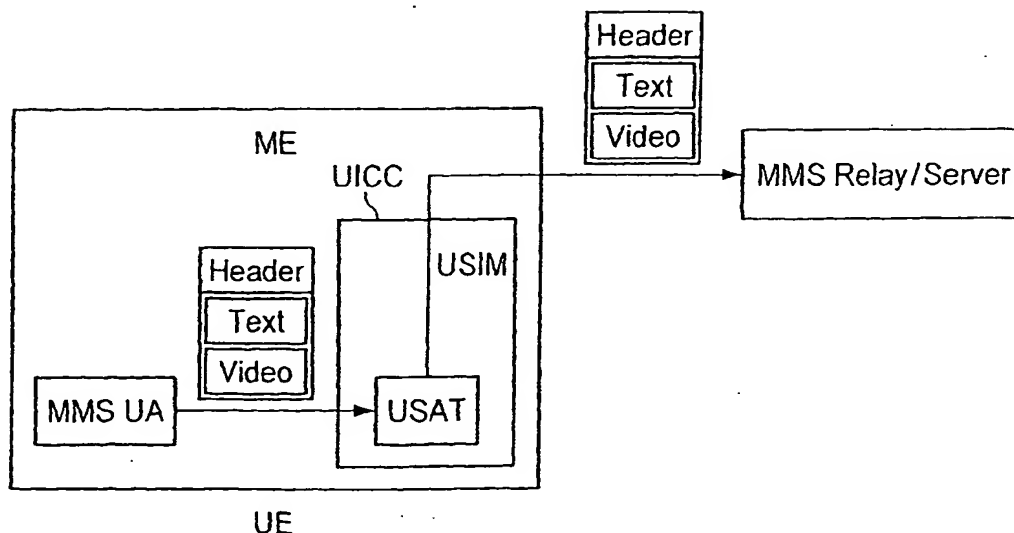 Header
Text
Video
ME
UICC
MMS Relay/Server
USIM
Header
Text
Video
MMS UA
USAT
UE